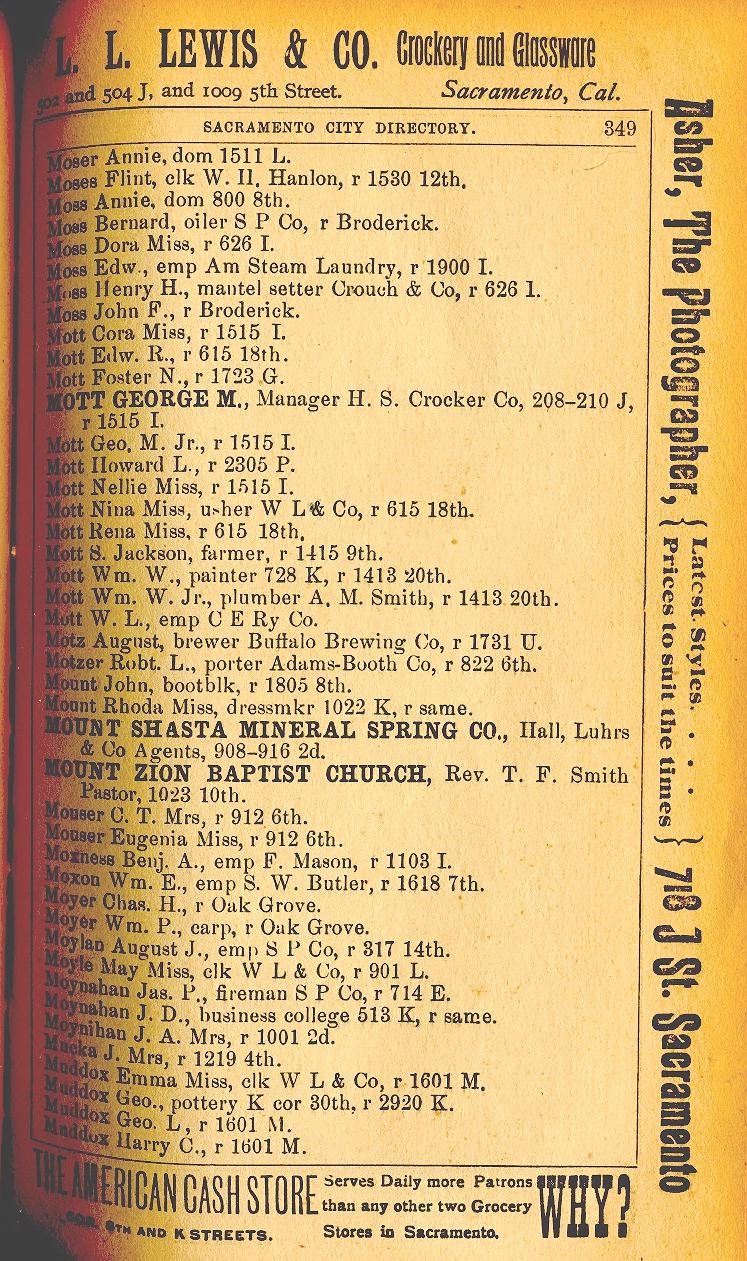 L. L. LEWIS & CO. Crockery and Glassware
502 and 504 J, and 1009 5th Street. Sacramento, Cal.
SACRAMENTO CITY DIRECTORY. 349
Moser Annie, dom 1511 L.
Moses Flint, clk W. H. Hanlon, r 1530 12th.
Moss Annie, dom 800 8th.
Moss Bernard, oiler S P Co, r Broderick.
Moss Dora Miss, r 626 I.
Moss Edw., emp Am Steam Laundry, r 1900 I.
Moss Henry H., mantel setter Crouch & Co, r 626 I.
Moss John F., r Broderick.
Mott Cora Miss, r 1515 I.
Mott Edw. R., r 615 18th.
Mott Foster N., r 1723 G.
MOTT GEORGE M., Manager H. S. Crocker Co, 208–210 J,
r 1515 I.
Mott Geo. M. Jr., r 1515 I.
Mott Howard L., r 2305 P.
Mott Nellie Miss, r 1515 I.
Mott Nina Miss, usher W L & Co, r 615 18th.
Mott Rena Miss, r 615 18th.
Mott S. Jackson, farmer, r 1415 9th.
Mott Wm. W., painter 728 K, r 1413 20th.
Mott Wm. W. Jr., plumber A. M. Smith, r 1413 20th.
Mott W. L., emp C E Ry Co.
Motz August, brewer Buffalo Brewing Co, r 1731 U.
Motzer Robt. L., porter Adams-Booth Co, r 822 6th.
Mount John, bootblk, r 1805 8th.
Mount Rhoda Miss, dressmkr 1022 K, r same.
MOUNT SHASTA MINERAL SPRING CO., Hall, Luhrs
& Co Agents, 908–916 2d.
MOUNT ZION BAPTIST CHURCH, Rev. T. F. Smith
Pastor, 1023 10th.
Mouser C. T. Mrs, r 912 6th.
Mouser Eugenia Miss, r 912 6th.
Moxness Benj. A., emp F. Mason, r 1103 I.
Moxon Wm. E., emp S. W. Butler, r 1618 7th.
Moyer Chas. H., r Oak Grove.
Moyer Wm. P., carp, r Oak Grove.
Moylan August J., emp S P Co, r 317 14th.
Moyle May Miss, clk W L & Co, r 901 L.
Moynahan Jas. P., fireman S P Co, r 714 E.
Moynahan J. D., business college 513 K, r same.
Moynihan J. A. Mrs, r 1001 2d.
Mucka J. Mrs, r 1219 4th.
Muddox Emma Miss, clk W L & Co, r 1601 M.
Muddox Geo., pottery K cor 30th, r 2920 K.
Muddox Geo. L, r 1601 M.
Muddox Harry C., r 1601 M.
THE AMERICAN CASH STORE
COR. 8TH AND K STREETS.
Serves Daily more Patrons
than any other two Grocery
Stores in Sacramento.
WHY?
Asher, The Photographer, { Latest Styles. . . .
Prices to suit the times } 718 J St. Sacramento